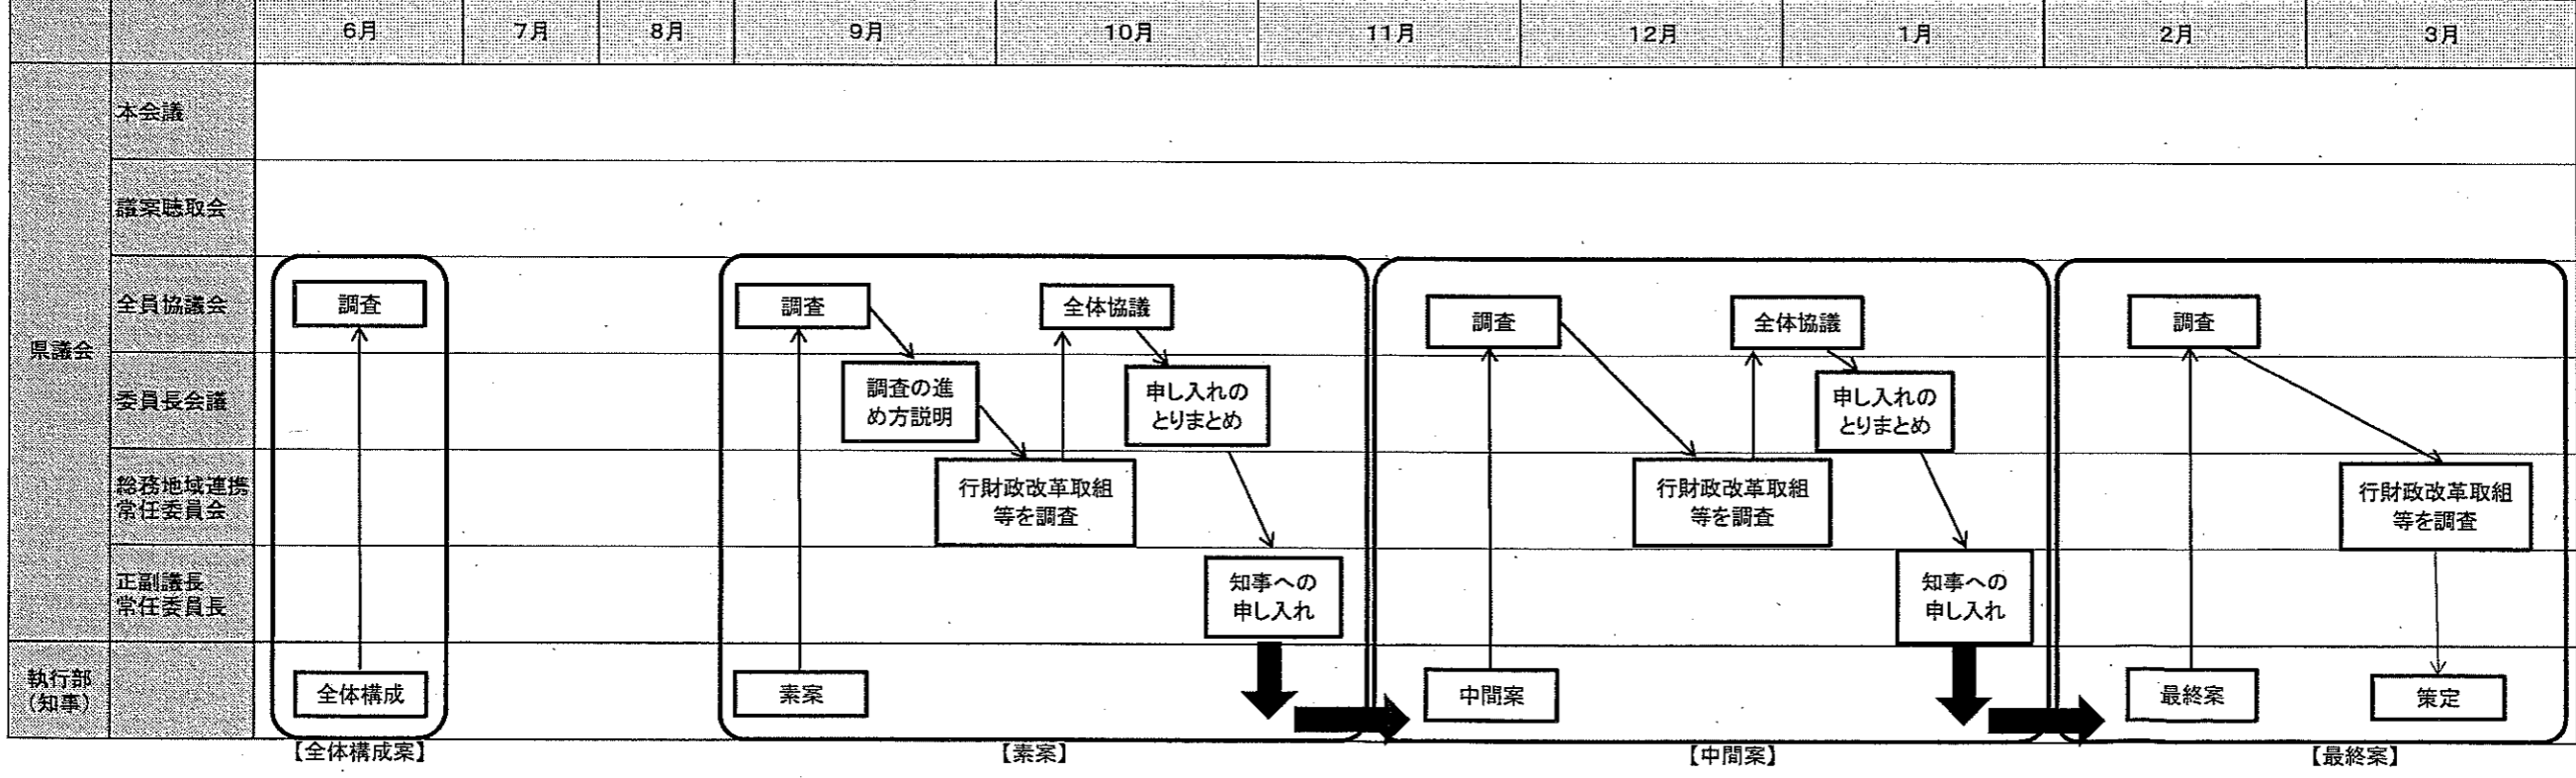 6月
7月
8月
9月
10月
11月
12月
1月
2月
3月
県議会
本会議
議案聴取会
全員協議会
調査
調査
全体協議
調査
全体協議
調査
委員長会議
調査の進
め方説明
申し入れの
とりまとめ
申し入れの
とりまとめ
総務地域連携
常任委員会
行財政改革取組
等を調査
行財政改革取組
等を調査
行財政改革取組
等を調査
正副議長
常任委員長
知事への
申し入れ
知事への
申し入れ
執行部
(知事)
全体構成
素案
中間案
最終案
策定
【全体構成案】
【素案】
【中間案】
【最終案】